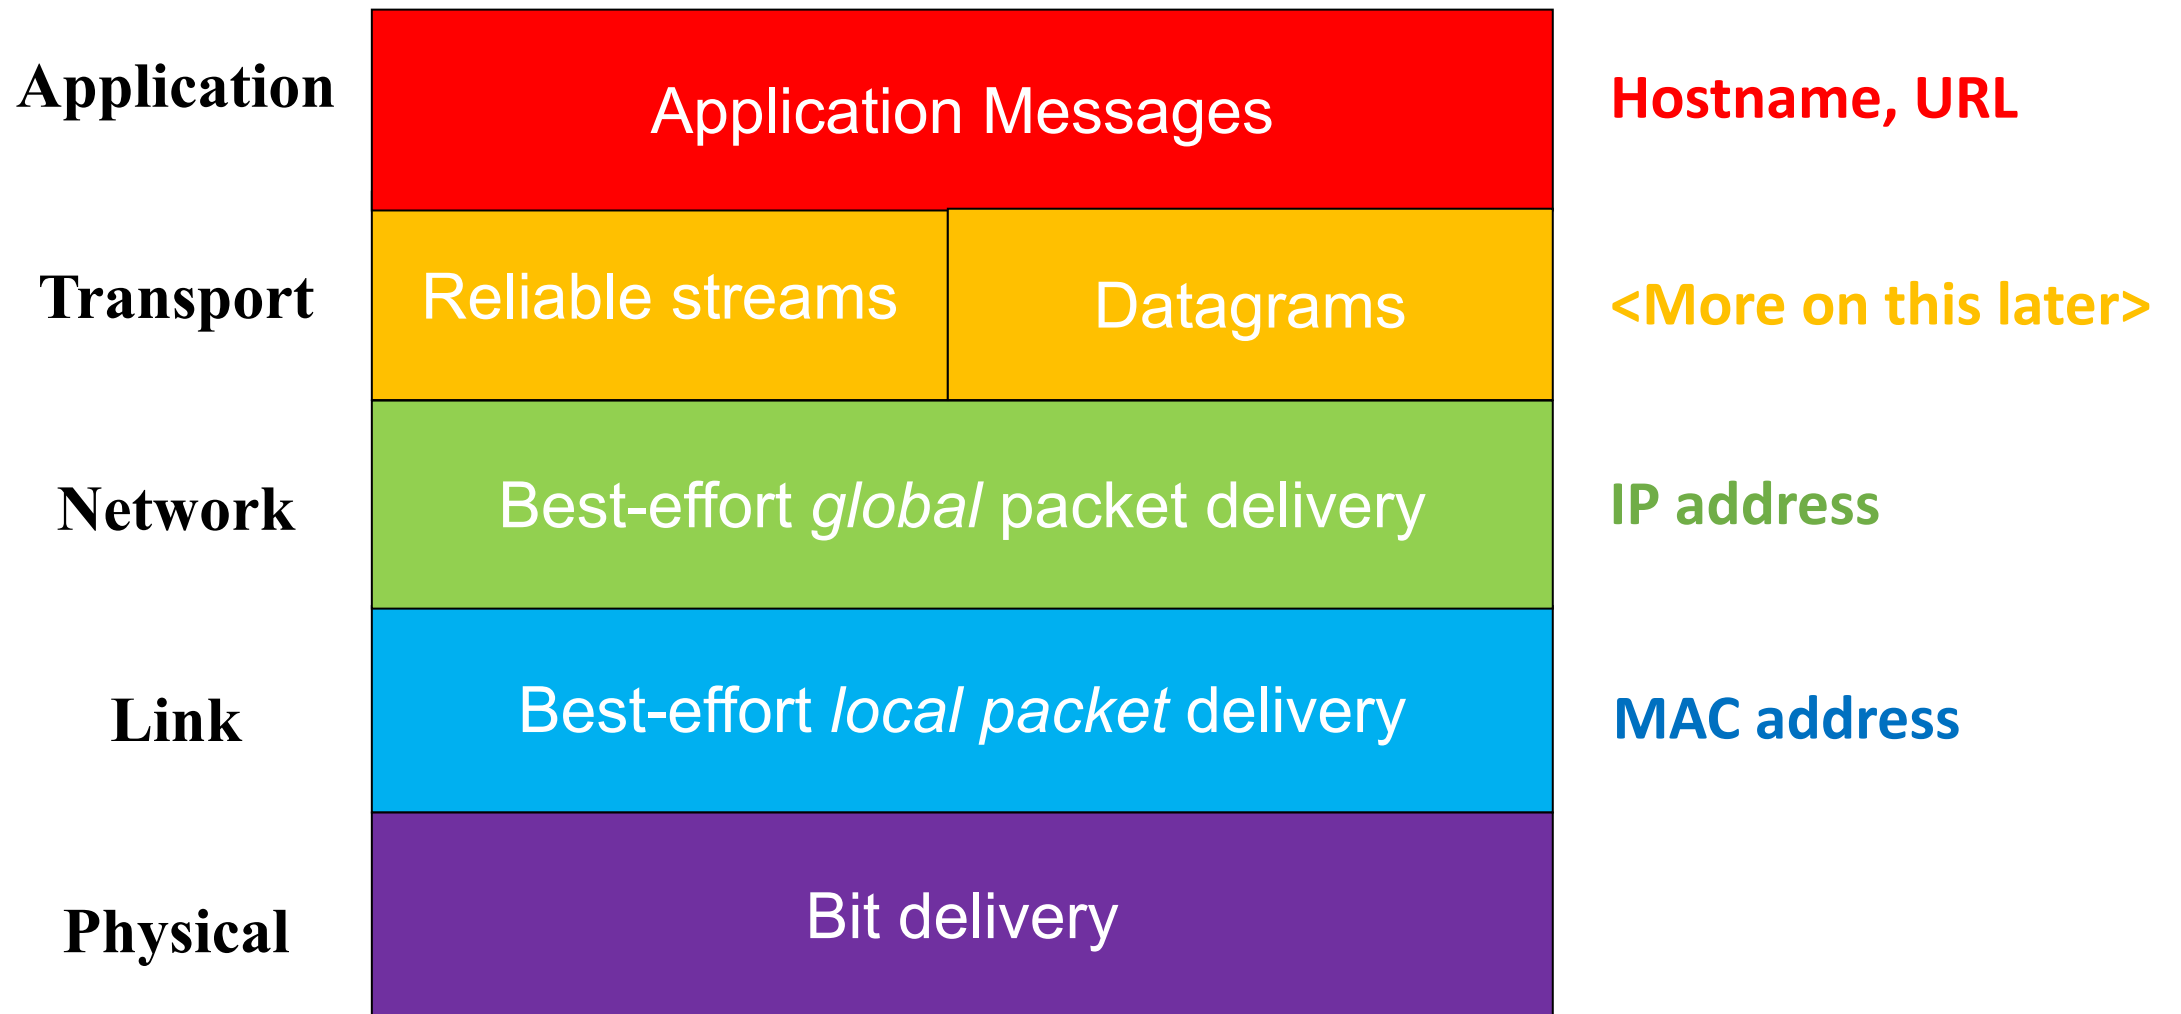 Application
Application Messages
Hostname, URL
Transport
Reliable streams
Datagrams
<More on this later>
Network
Best-effort global packet delivery
IP address
Link
Best-effort local packet delivery
MAC address
Physical
Bit delivery